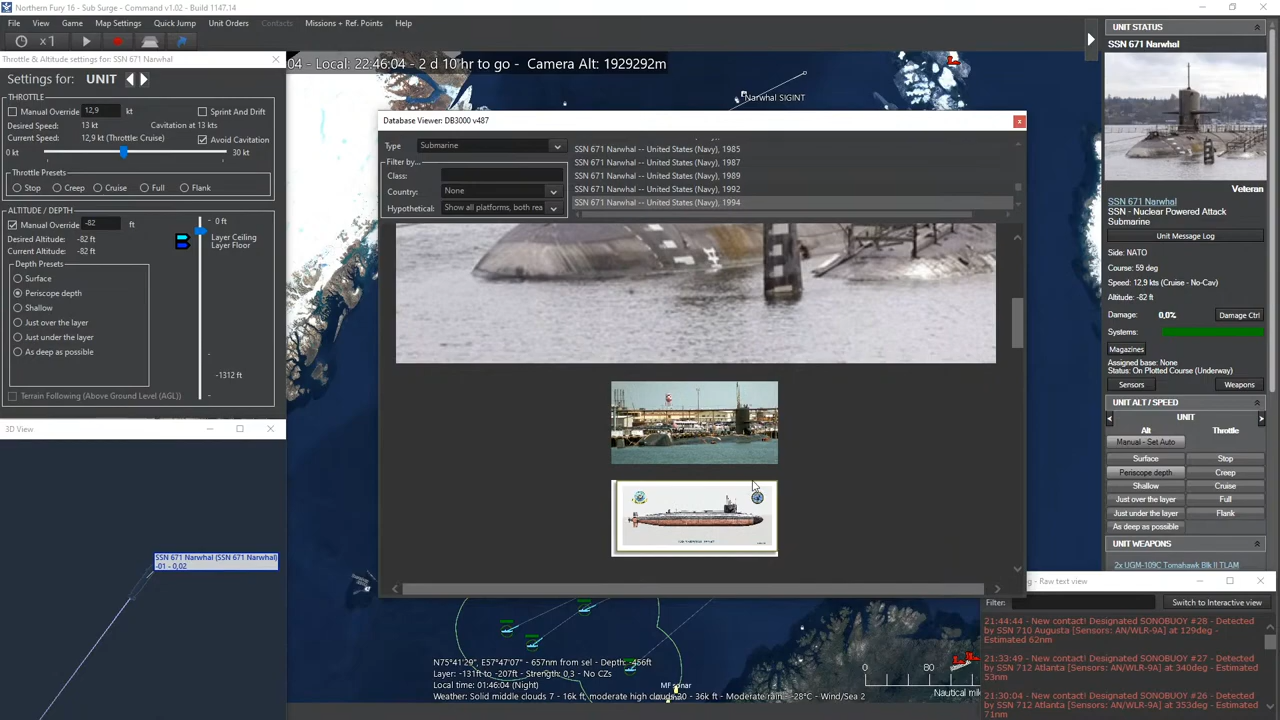 Northern Fury 16 - Sub Surge - Command v1.02 - Build 1147.14
File View Game Map Settings Quick Jump Unit Orders Contacts Missions + Ref. Points Help
x1
Throttle & Altitude settings for: SSN 671 Narwhal
Settings for: UNIT
THROTTLE
Manual Override 12,9 kt Sprint And Drift
Desired Speed: 13 kt Cavitation at 13 kts
Current Speed: 12,9 kt (Throttle: Cruise) Avoid Cavitation
0 kt 30 kt
Throttle Presets
Stop Creep Cruise Full Flank
ALTITUDE / DEPTH
Manual Override -82 ft
Desired Altitude: -82 ft
Current Altitude: -82 ft
0 ft
Layer Ceiling
Layer Floor
Depth Presets
Surface
Periscope depth
Shallow
Just over the layer
Just under the layer
As deep as possible
-1312 ft
Terrain Following (Above Ground Level (AGL))
3D View
SSN 671 Narwhal (SSN 671 Narwhal)
-01 - 0,02
04 - Local: 22:46:04 - 2 d 10 hr to go - Camera Alt: 1929292m
Narwhal SIGINT
Database Viewer: DB3000 v487
Type Submarine
Filter by...
Class:
Country: None
Hypothetical: Show all platforms, both rea
SSN 671 Narwhal -- United States (Navy), 1985
SSN 671 Narwhal -- United States (Navy), 1987
SSN 671 Narwhal -- United States (Navy), 1989
SSN 671 Narwhal -- United States (Navy), 1992
SSN 671 Narwhal -- United States (Navy), 1994
N75°41'29", E57°47'07" - 657nm from sel - Depth: -456ft
Layer: -131ft to -207ft - Strength: 0.3 - No CZs
Local time: 01:46:04 (Night)
Weather: Solid middle clouds 7 - 16k ft, moderate high clouds 30 - 36k ft - Moderate rain - -28°C - Wind/Sea 2
MF sonar
0 80
Nautical mile
UNIT STATUS
SSN 671 Narwhal
Veteran
SSN 671 Narwhal
SSN - Nuclear Powered Attack
Submarine
Unit Message Log
Side: NATO
Course: 59 deg
Speed: 12.9 kts (Cruise - No-Cav)
Altitude: -82 ft
Damage: 0,0% Damage Ctrl
Systems:
Magazines
Assigned base: None
Status: On Plotted Course (Underway)
Sensors Weapons
UNIT ALT / SPEED
UNIT
Alt Throttle
Manual - Set Auto
Surface Stop
Periscope depth Creep
Shallow Cruise
Just over the layer Full
Just under the layer Flank
As deep as possible
UNIT WEAPONS
2x UGM-109C Tomahawk Blk II TLAM
g - Raw text view
Filter: Switch to Interactive view
21:44:44 - New contact! Designated SONOBUOY #28 - Detected
by SSN 710 Augusta [Sensors: AN/WLR-9A] at 129deg -
Estimated 62nm
21:33:49 - New contact! Designated SONOBUOY #27 - Detected
by SSN 712 Atlanta [Sensors: AN/WLR-9A] at 340deg - Estimated
53nm
21:30:04 - New contact! Designated SONOBUOY #26 - Detected
by SSN 712 Atlanta [Sensors: AN/WLR-9A] at 353deg - Estimated
71nm